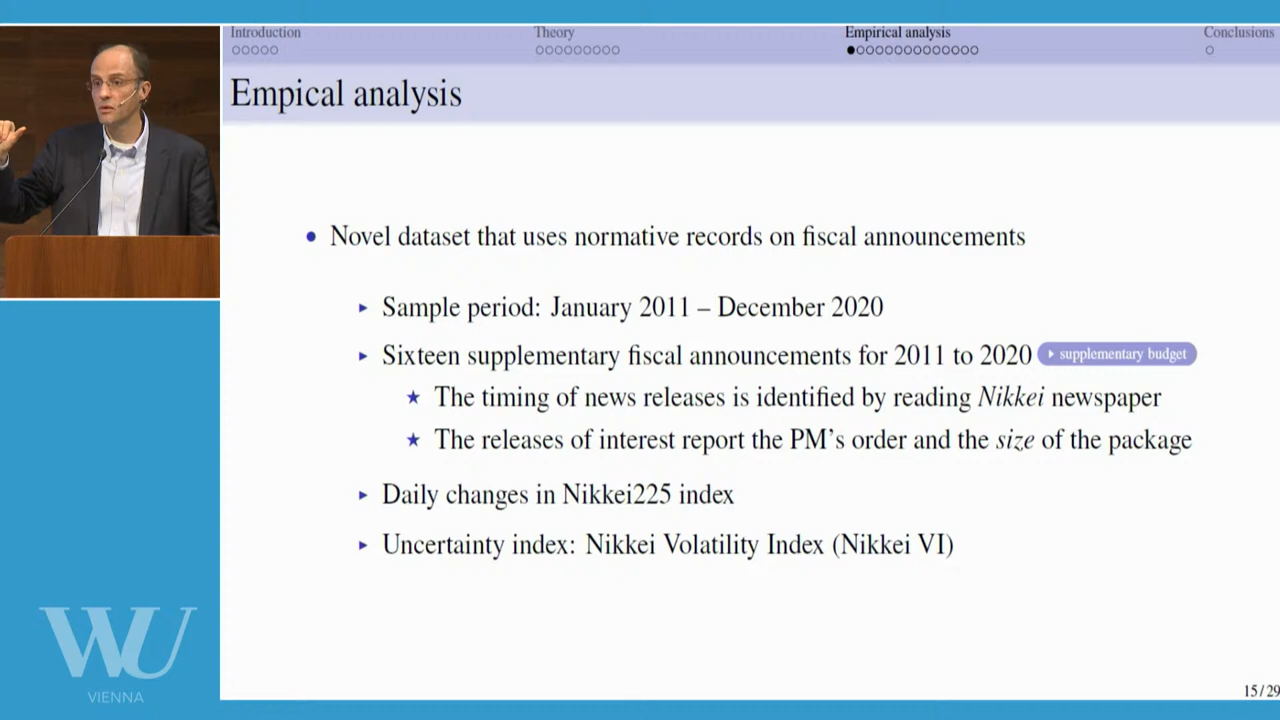 Introduction
Theory
Empirical analysis
Conclusions
Empical analysis
Novel dataset that uses normative records on fiscal announcements
Sample period: January 2011 – December 2020
Sixteen supplementary fiscal announcements for 2011 to 2020 supplementary budget
The timing of news releases is identified by reading Nikkei newspaper
The releases of interest report the PM's order and the size of the package
Daily changes in Nikkei225 index
Uncertainty index: Nikkei Volatility Index (Nikkei VI)
WU
VIENNA
15 / 29